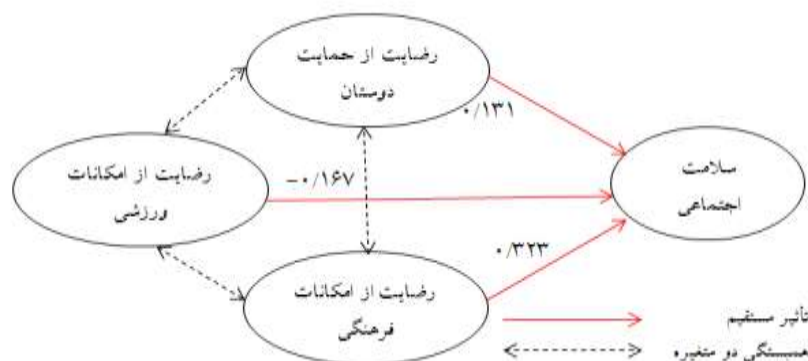 رضایت از حمایت
دوستان
۰/۱۳۱
رضایت از امکانات
ورزشی
-۰/۱۶۷
سلامت
اجتماعی
۰/۳۲۳
رضایت از امکانات
فرهنگی
تأثیر مستقیم
همبستگی دو متغیره